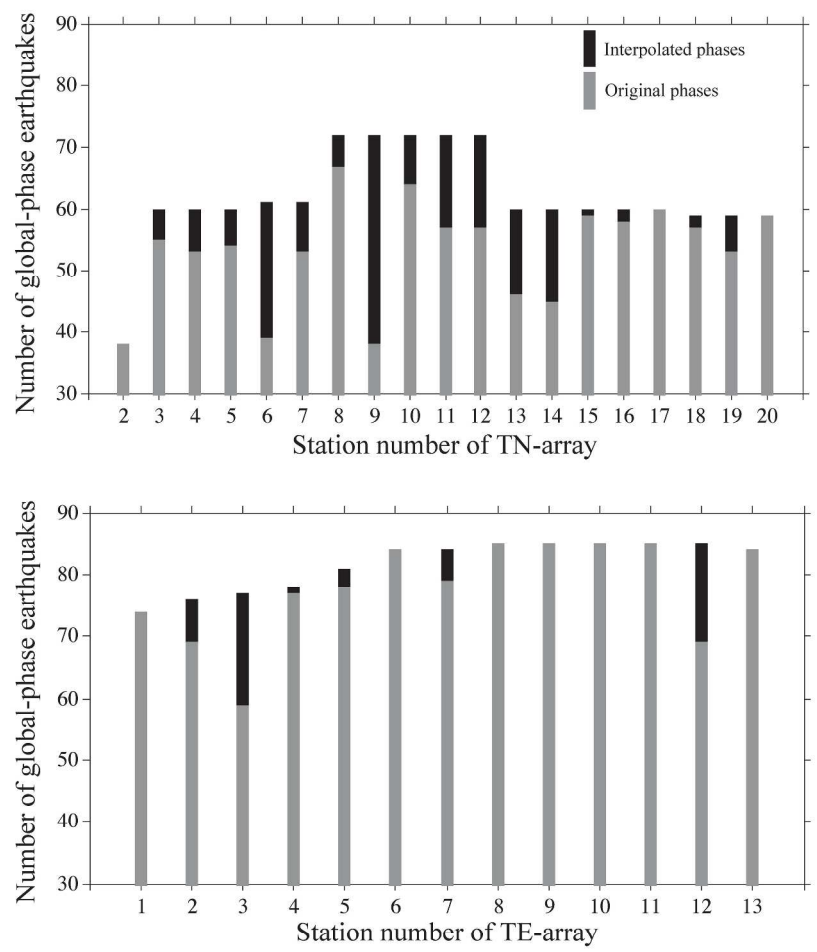 Number of global-phase earthquakes
90
80
70
60
50
40
30
Interpolated phases
Original phases
2 3 4 5 6 7 8 9 10 11 12 13 14 15 16 17 18 19 20
Station number of TN-array
Number of global-phase earthquakes
90
80
70
60
50
40
30
1 2 3 4 5 6 7 8 9 10 11 12 13
Station number of TE-array